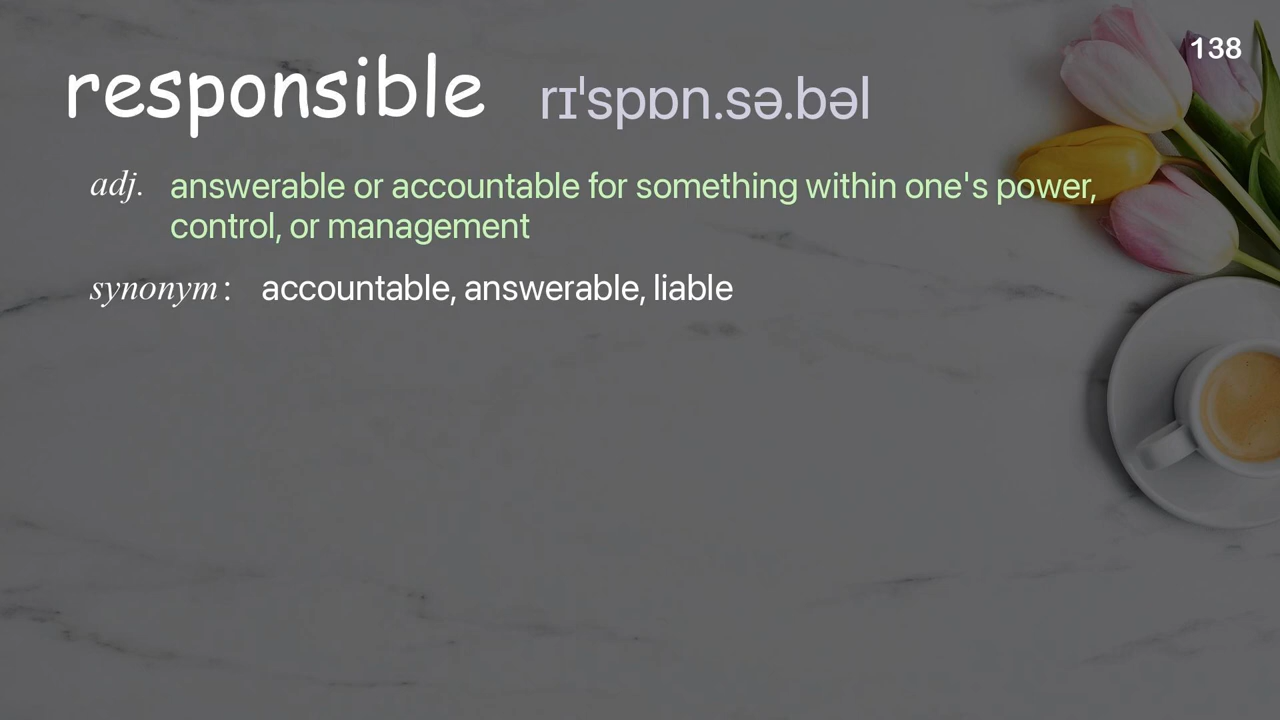 138
responsible rɪˈspɒn.sə.bəl
adj. answerable or accountable for something within one's power,
control, or management
synonym : accountable, answerable, liable